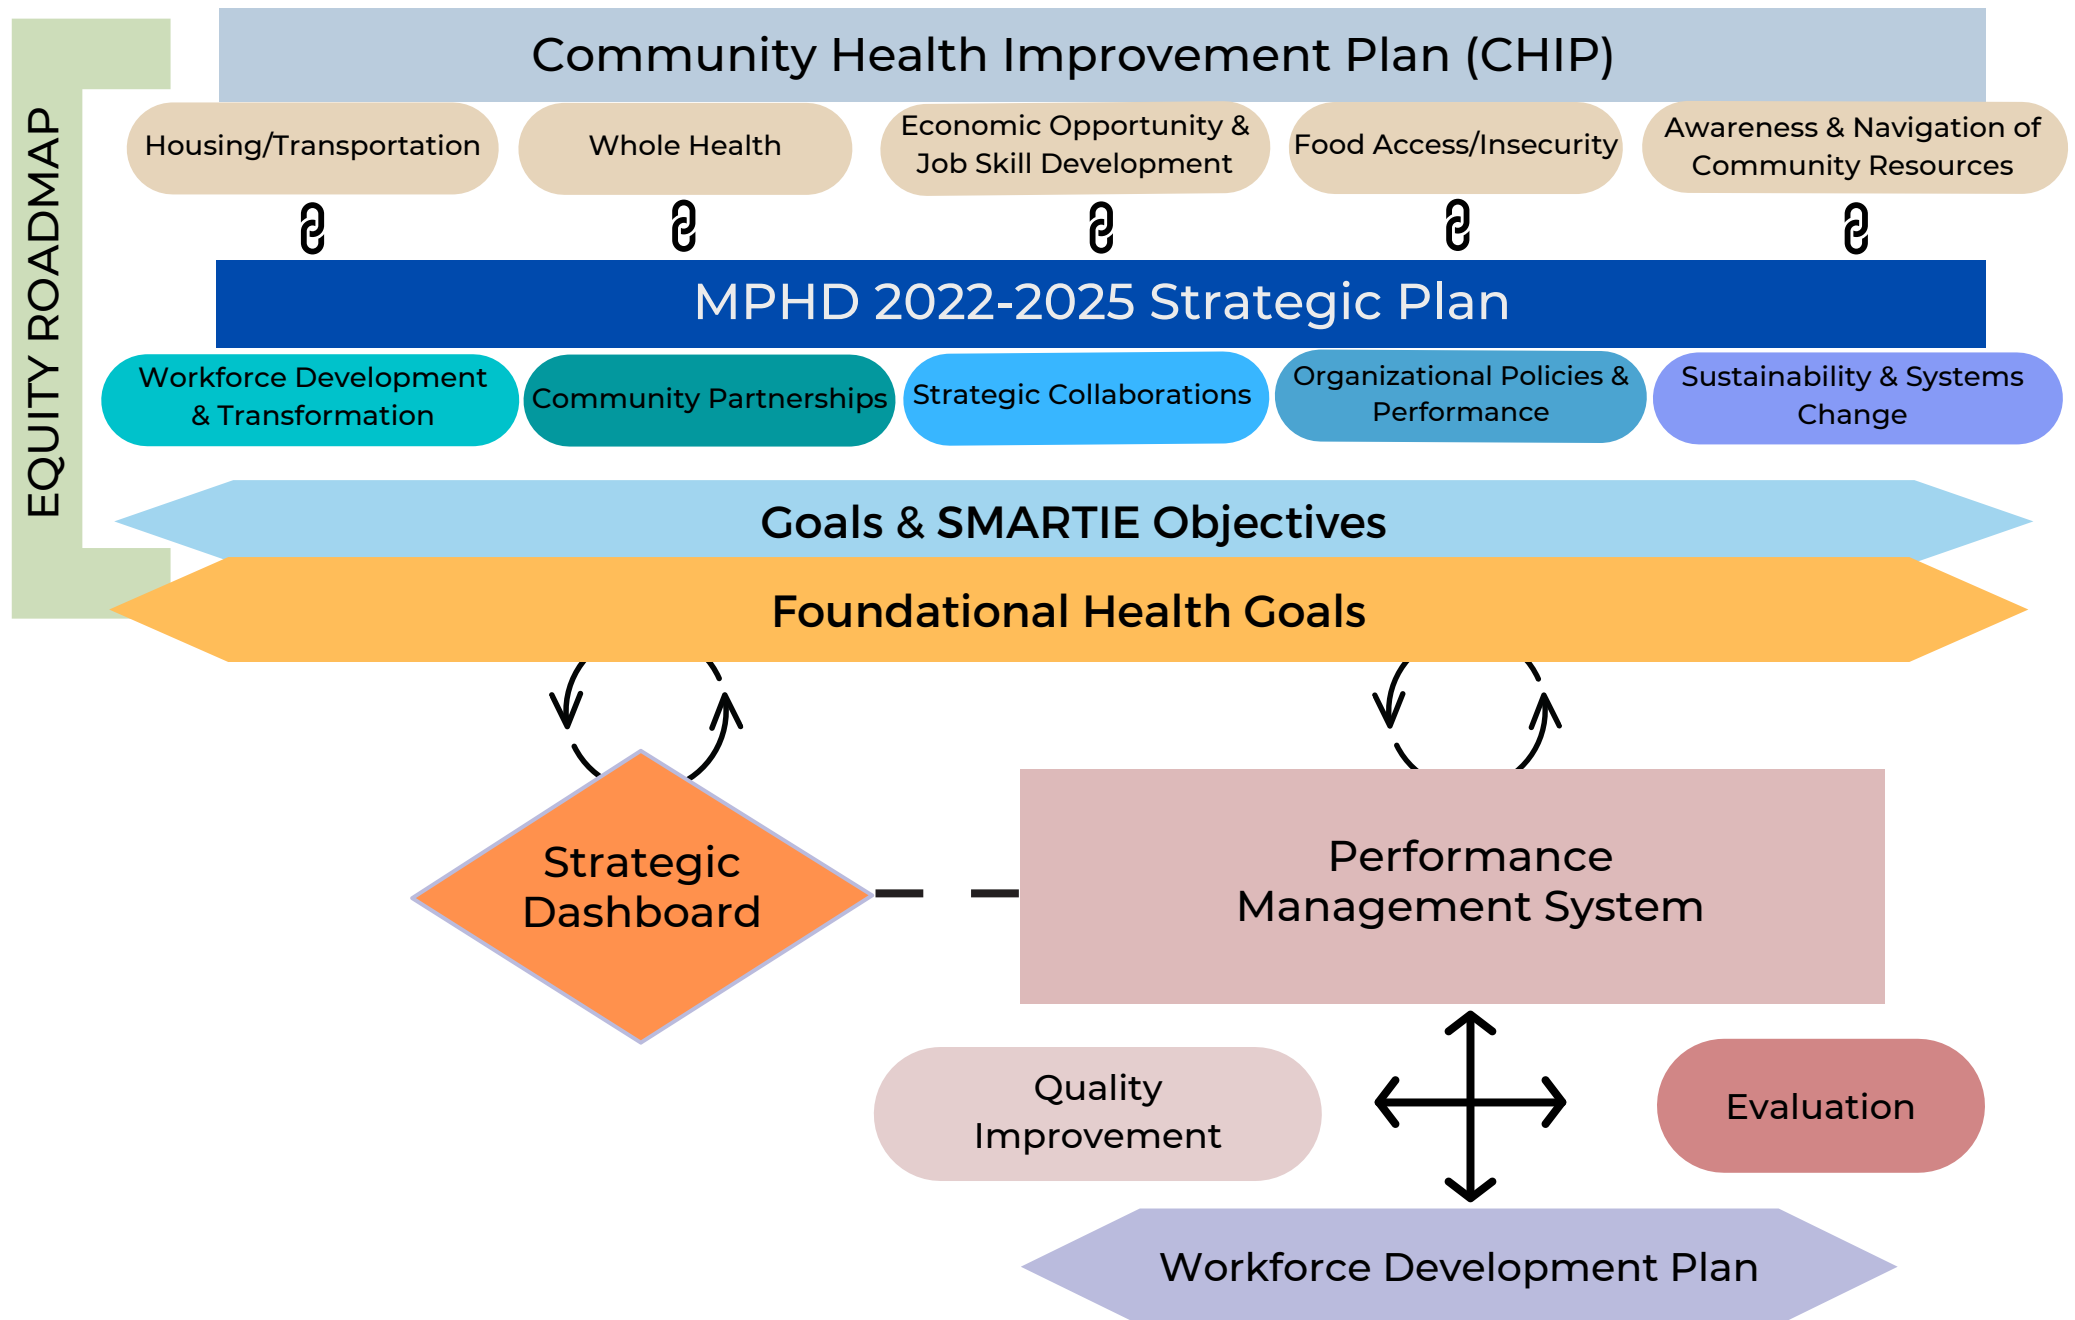 Community Health Improvement Plan (CHIP)
EQUITY ROADMAP
Housing/Transportation
Whole Health
Economic Opportunity &
Job Skill Development
Food Access/Insecurity
Awareness & Navigation of
Community Resources
MPHD 2022-2025 Strategic Plan
Workforce Development
& Transformation
Community Partnerships
Strategic Collaborations
Organizational Policies &
Performance
Sustainability & Systems
Change
Goals & SMARTIE Objectives
Foundational Health Goals
Strategic
Dashboard
Performance
Management System
Quality
Improvement
Evaluation
Workforce Development Plan